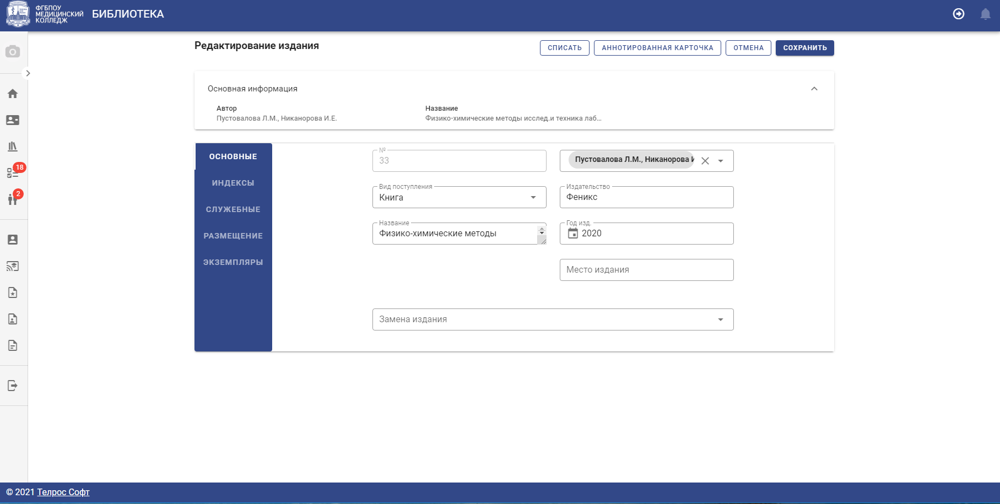 ФГБПОУ
МЕДИЦИНСКИЙ
КОЛЛЕДЖ
БИБЛИОТЕКА
Редактирование издания
СПИСАТЬ
АННОТИРОВАННАЯ КАРТОЧКА
ОТМЕНА
СОХРАНИТЬ
Основная информация
Автор
Пустовалова Л.М., Никанорова И.Е.
Название
Физико-химические методы исслед.и техника лаб...
18
2
ОСНОВНЫЕ
ИНДЕКСЫ
СЛУЖЕБНЫЕ
РАЗМЕЩЕНИЕ
ЭКЗЕМПЛЯРЫ
№
33
Пустовалова Л.М., Никанорова И
Вид поступления
Книга
Издательство
Феникс
Название
Физико-химические методы
Год изд.
2020
Место издания
Замена издания
© 2021 Телрос Софт